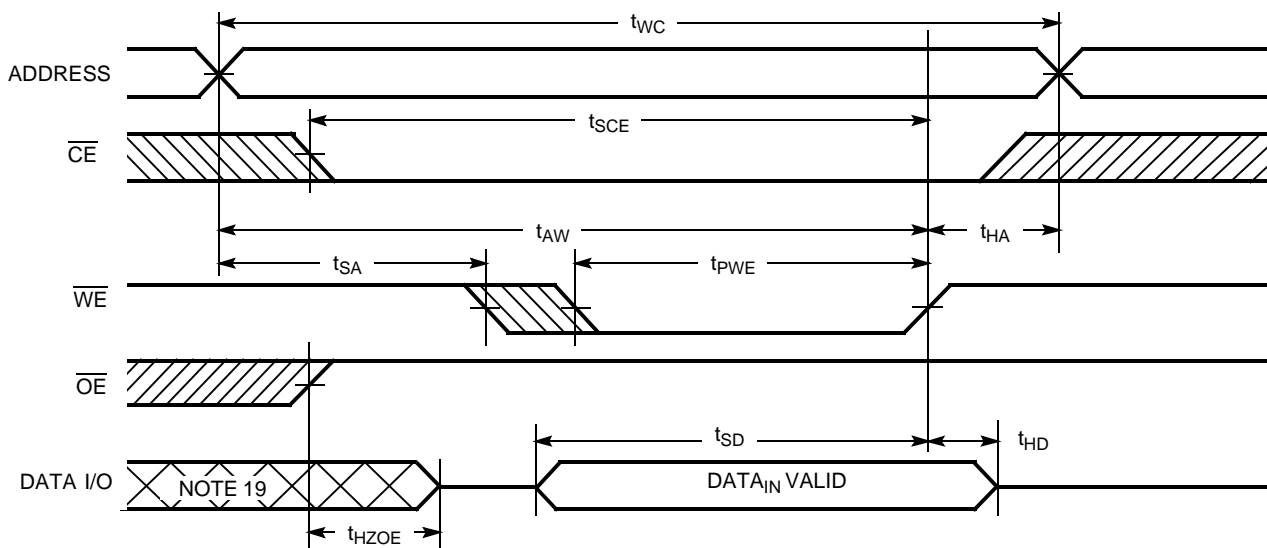 tWC
ADDRESS
tSCE
CE
tAW
tHA
tSA
tPWE
WE
OE
tSD
tHD
DATA I/O
NOTE 19
DATAIN VALID
tHZOE